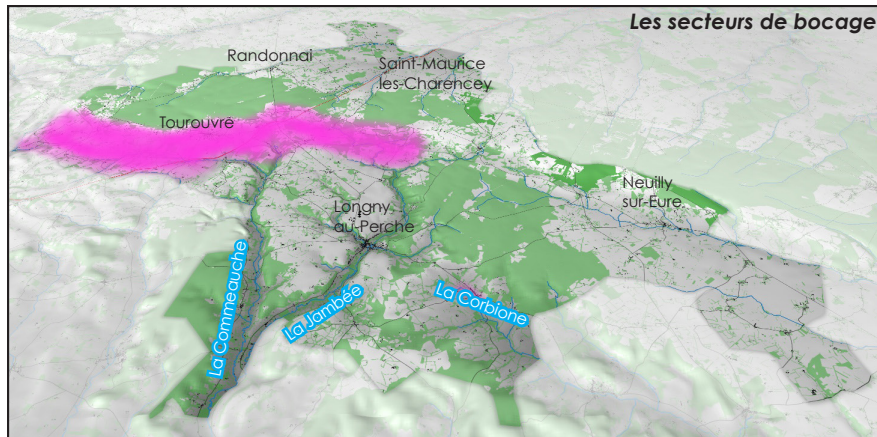 Les secteurs de bocage
Randonnai
Saint-Maurice
les-Charencey
Tourouvre
Neuilly
sur-Eure
Longny
au-Perche
La Commeauche
La Jambée
La Corbione